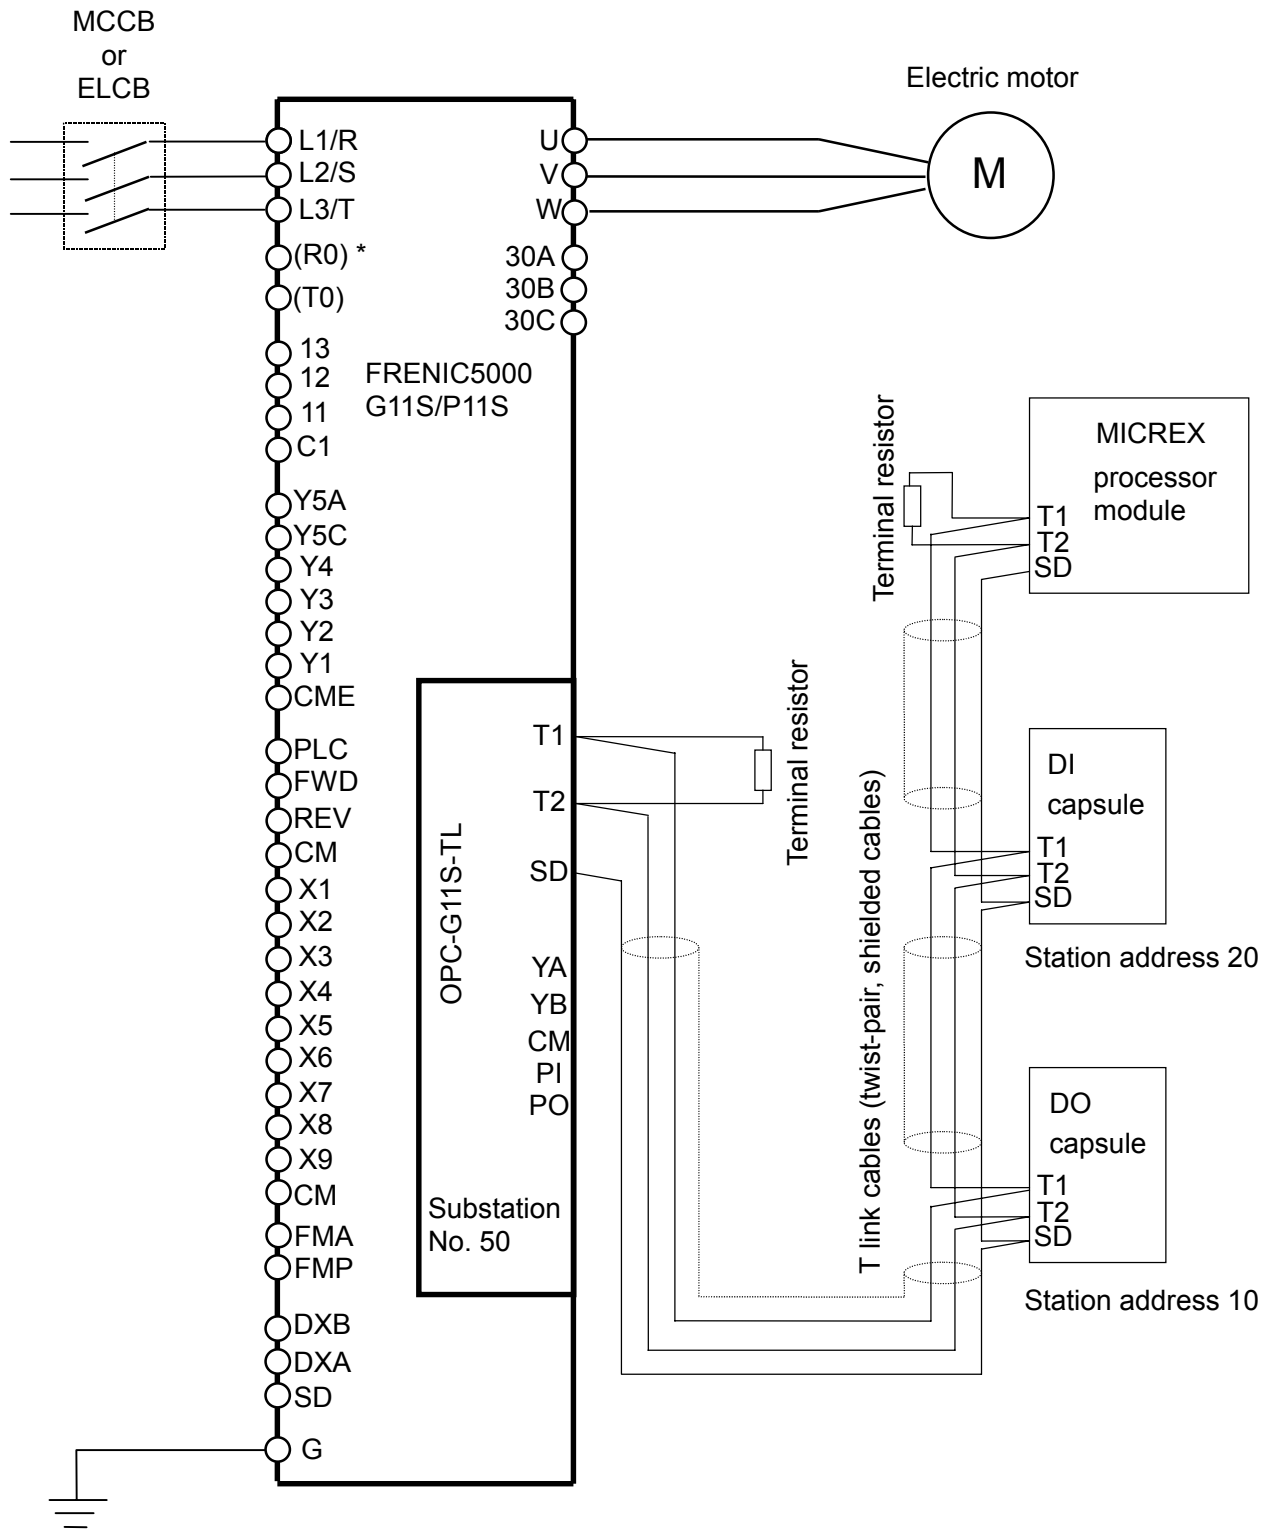 MCCB
or
ELCB
Electric motor
M
L1/R
L2/S
L3/T
(R0) *
(T0)
13
12
11
C1
Y5A
Y5C
Y4
Y3
Y2
Y1
CME
PLC
FWD
REV
CM
X1
X2
X3
X4
X5
X6
X7
X8
X9
CM
FMA
FMP
DXB
DXA
SD
G
U
V
W
30A
30B
30C
FRENIC5000
G11S/P11S
OPC-G11S-TL
T1
T2
SD
YA
YB
CM
PI
PO
Substation
No. 50
Terminal resistor
Terminal resistor
T link cables (twist-pair, shielded cables)
MICREX
processor
module
T1
T2
SD
DI
capsule
T1
T2
SD
Station address 20
DO
capsule
T1
T2
SD
Station address 10